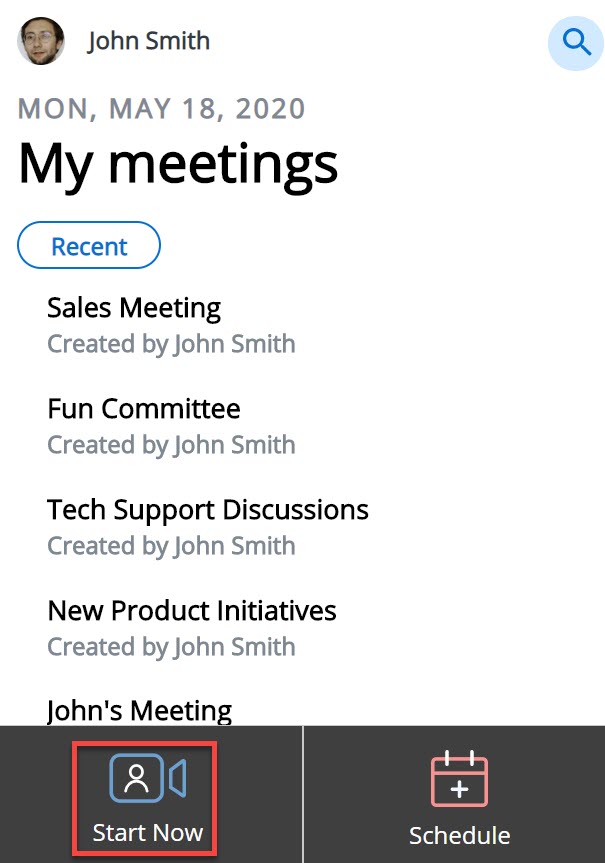 John Smith
MON, MAY 18, 2020
My meetings
Recent
Sales Meeting
Created by John Smith
Fun Committee
Created by John Smith
Tech Support Discussions
Created by John Smith
New Product Initiatives
Created by John Smith
John's Meeting
Start Now
Schedule